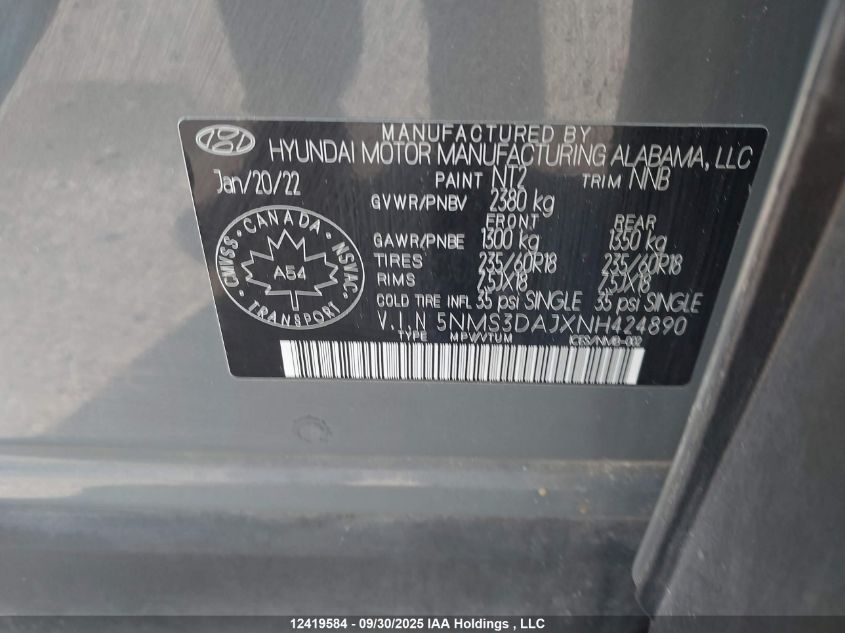 MANUFACTURED BY
HYUNDAI MOTOR MANUFACTURING ALABAMA, LLC
Jan/20/22 PAINT NT2 TRIM NNB
GVWR/PNBV 2380 kg
FRONT REAR
GAWR/PNBE 1300 kg 1350 kg
TIRES 235/60R18 235/60R18
RIMS 7.5JX18 7.5JX18
COLD TIRE INFL 35 psi SINGLE 35 psi SINGLE
V.I.N 5NMS3DAJXNH424890
TYPE MPV/VTUM ICES/NMB-002
CMVSS · CANADA · NSVAC
A54
TRANSPORT
12419584 - 09/30/2025 IAA Holdings , LLC